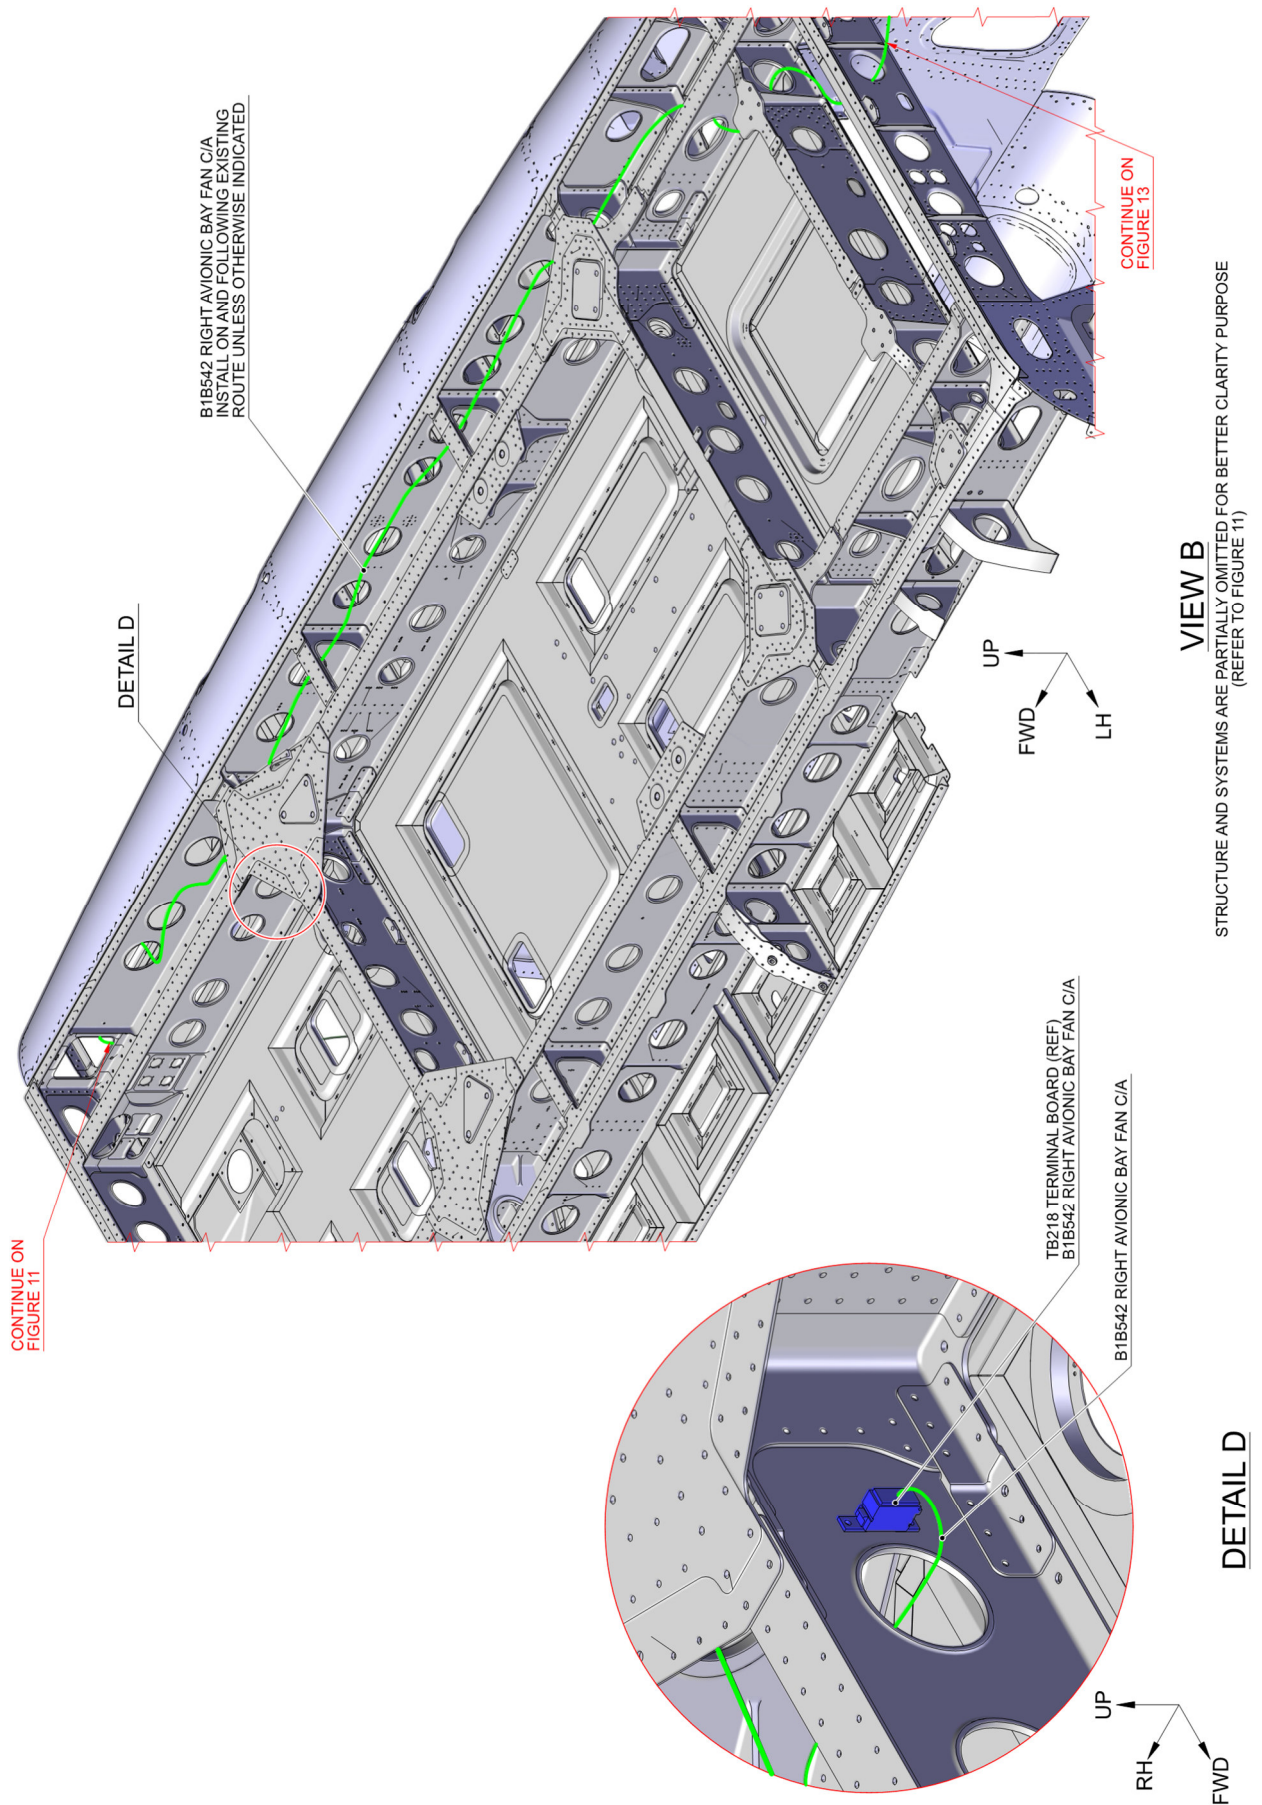 B1B542 RIGHT AVIONIC BAY FAN C/A
INSTALL ON AND FOLLOWING EXISTING
ROUTE UNLESS OTHERWISE INDICATED
DETAIL D
CONTINUE ON
FIGURE 11
CONTINUE ON
FIGURE 13
UP
FWD
LH
VIEW B
STRUCTURE AND SYSTEMS ARE PARTIALLY OMITTED FOR BETTER CLARITY PURPOSE
(REFER TO FIGURE 11)
TB218 TERMINAL BOARD (REF)
B1B542 RIGHT AVIONIC BAY FAN C/A
B1B542 RIGHT AVIONIC BAY FAN C/A
UP
RH
FWD
DETAIL D